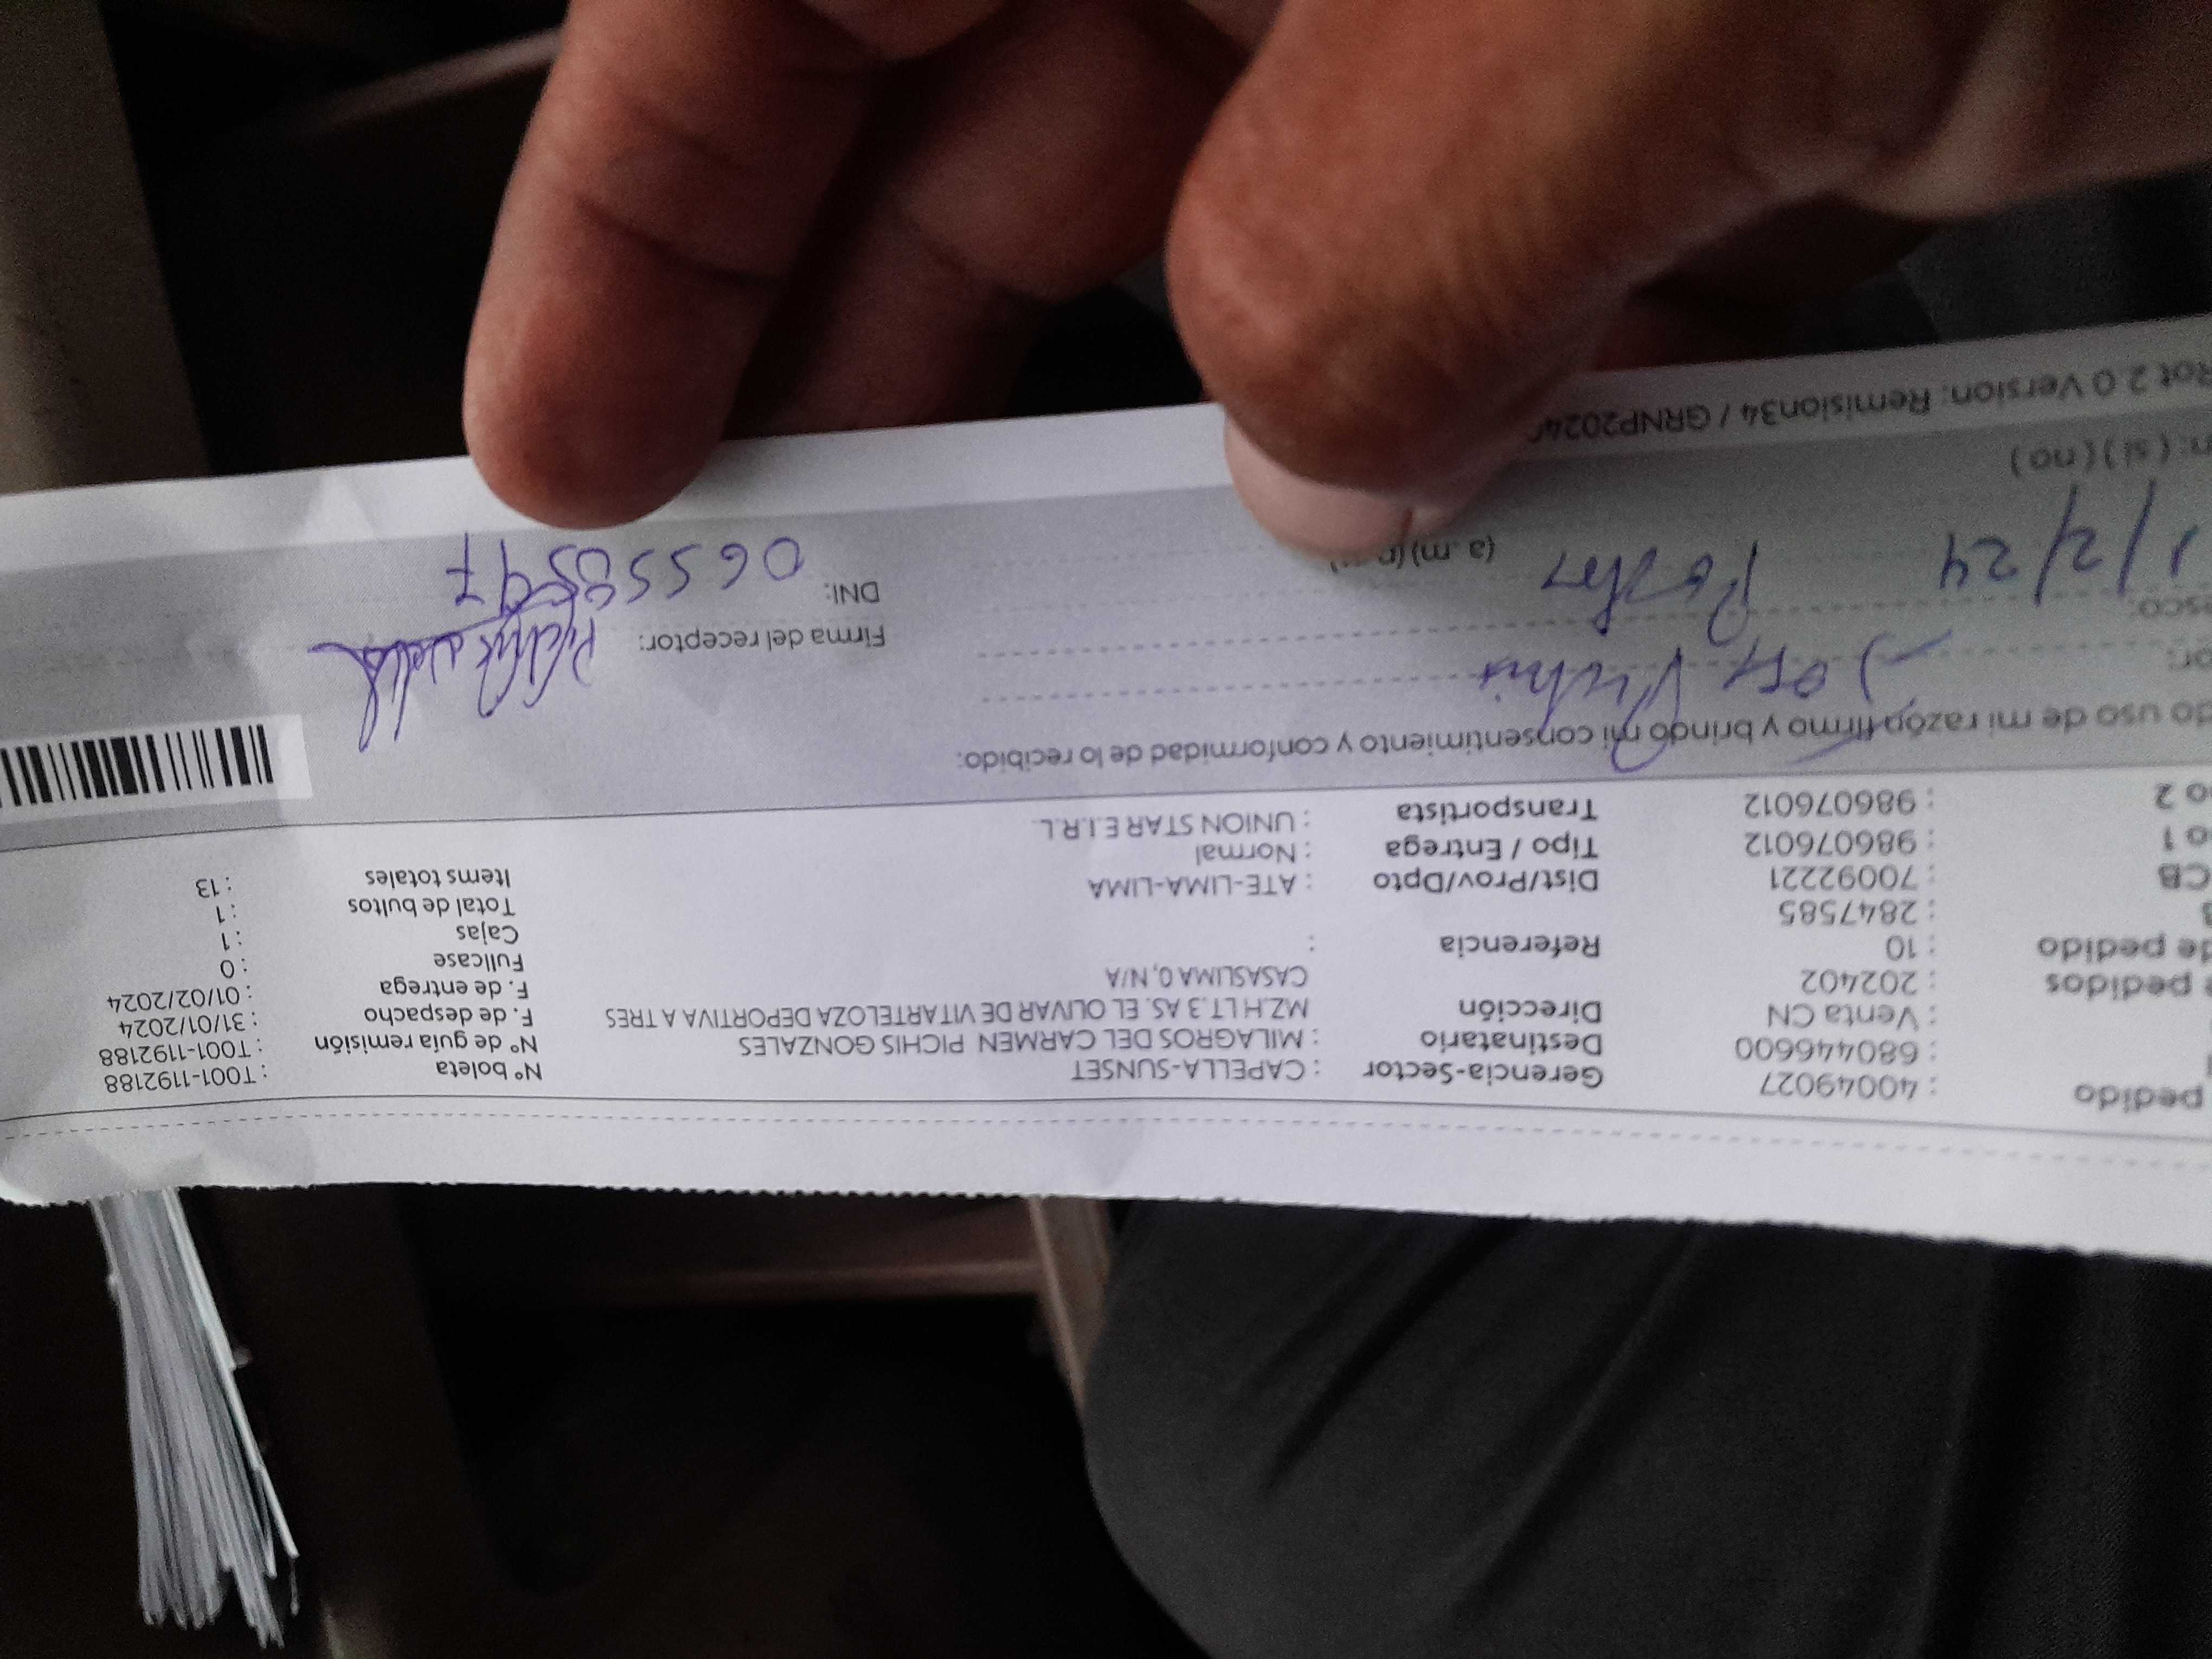 pedido : 40049027 Gerencia-Sector : CAPELLA-SUNSET N° boleta : T001-1192188
: 680446600 Destinatario : MILAGROS DEL CARMEN PICHIS GONZALES N° de guía remisión : T001-1192188
: Venta CN Dirección MZ.H LT.3 AS. EL OLIVAR DE VITARTELOZA DEPORTIVA A TRES F. de despacho : 31/01/2024
pedidos : 202402 CASASLIMA 0, N/A F. de entrega : 01/02/2024
de pedido : 10 Referencia : Fullcase : 0
: 2847585 Cajas : 1
CB : 70092221 Dist/Prov/Dpto : ATE-LIMA-LIMA Total de bultos : 1
o 1 : 986076012 Tipo / Entrega : Normal Items totales : 13
o 2 : 986076012 Transportista : UNION STAR E.I.R.L.
do uso de mi razón firmo y brindo mi consentimiento y conformidad de lo recibido:
or: Firma del receptor:
sco: DNI: 06558597
1/2/24 (a.m)
n: ( si ) ( no )
Rot 2.0 Version: Remision34 / GRNP2024